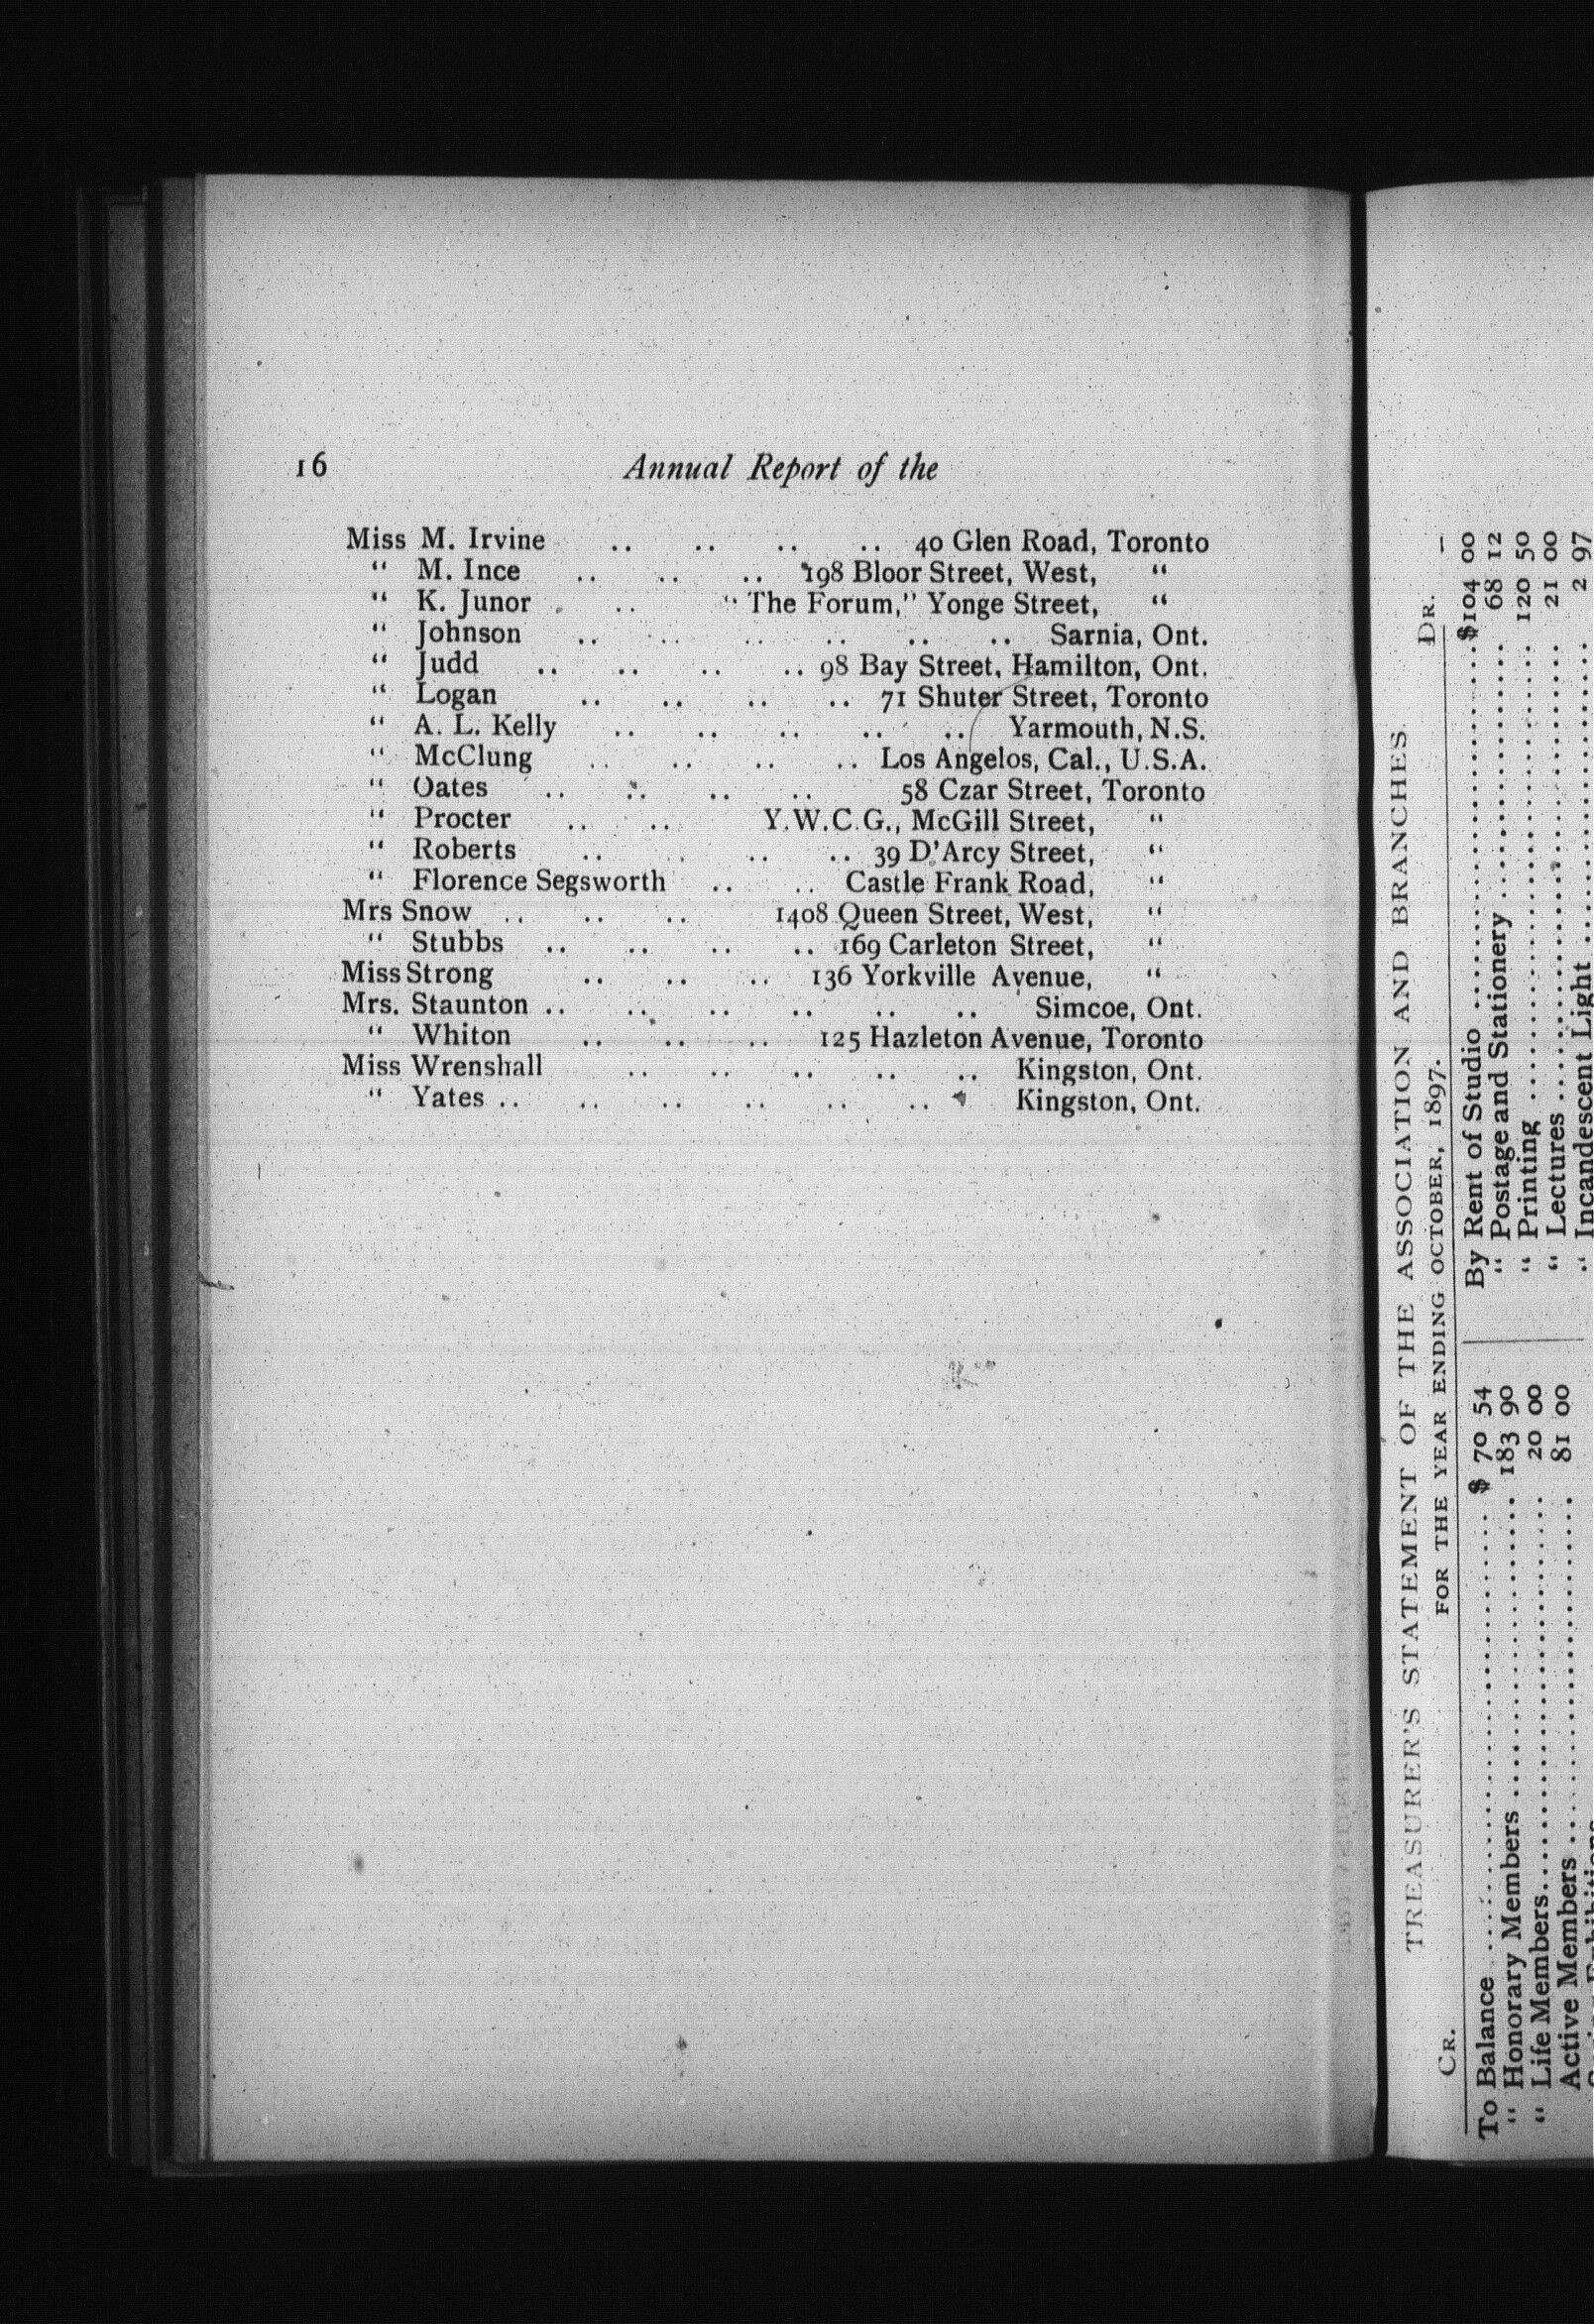 16 Annual Report of the
Miss M. Irvine .. .. .. .. 40 Glen Road, Toronto
“ M. Ince .. .. .. 198 Bloor Street, West, “
“ K. Junor . .. “ The Forum,” Yonge Street, “
“ Johnson .. .. .. .. .. .. Sarnia, Ont.
“ Judd .. .. .. .. 98 Bay Street, Hamilton, Ont.
“ Logan .. .. .. .. 71 Shuter Street, Toronto
“ A. L. Kelly .. .. .. .. .. Yarmouth, N.S.
“ McClung .. .. .. .. Los Angelos, Cal., U.S.A.
“ Oates .. .. .. .. 58 Czar Street, Toronto
“ Procter .. .. Y.W.C.G., McGill Street, “
“ Roberts .. .. .. .. 39 D'Arcy Street, “
“ Florence Segsworth .. .. Castle Frank Road, “
Mrs Snow .. .. .. 1408 Queen Street, West, “
“ Stubbs .. .. .. .. 169 Carleton Street, “
Miss Strong .. .. .. 136 Yorkville Avenue, “
Mrs. Staunton .. .. .. .. .. .. Simcoe, Ont.
“ Whiton .. .. .. 125 Hazleton Avenue, Toronto
Miss Wrenshall .. .. .. .. .. Kingston, Ont.
“ Yates .. .. .. .. .. .. Kingston, Ont.
TREASURER'S STATEMENT OF THE ASSOCIATION AND BRANCHES
FOR THE YEAR ENDING OCTOBER, 1897.
CR. DR.
To Balance ........ $ 70 54
“ Honorary Members ........ 183 90
“ Life Members ........ 20 00
Active Members ........ 81 00
By Rent of Studio ........ $104 00
“ Postage and Stationery ........ 68 12
“ Printing ........ 120 50
“ Lectures ........ 21 00
“ Incandescent Light ........ 2 97